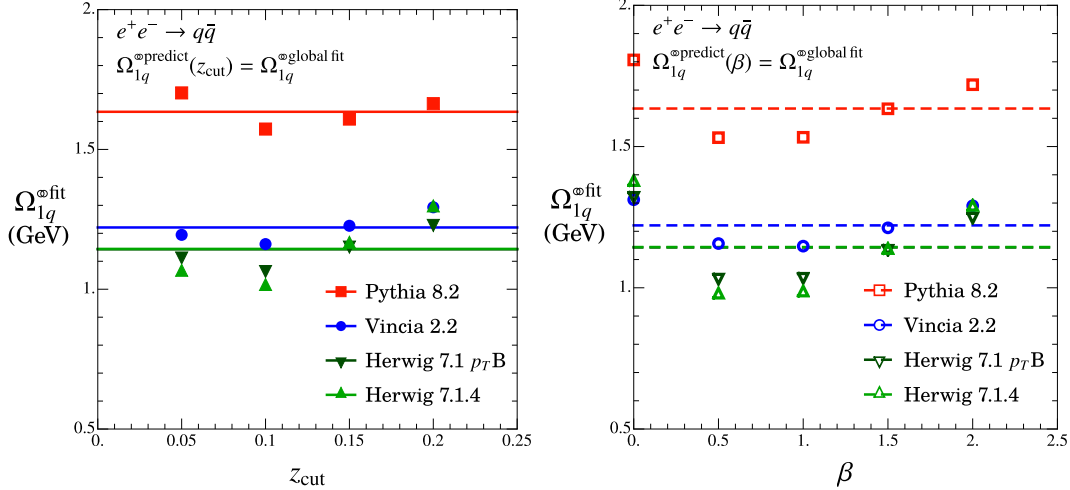 2.
1.5
1.
0.5
0.
0.05
0.1
0.15
0.2
0.25
e⁺e⁻ → qq̄
Ω₁q^⚭predict(z_cut) = Ω₁q^⚭global fit
Ω₁q^⚭fit
(GeV)
Pythia 8.2
Vincia 2.2
Herwig 7.1 p_T B
Herwig 7.1.4
z_cut
2.
1.5
1.
0.5
0.
0.5
1.
1.5
2.
2.5
e⁺e⁻ → qq̄
Ω₁q^⚭predict(β) = Ω₁q^⚭global fit
Ω₁q^⚭fit
(GeV)
Pythia 8.2
Vincia 2.2
Herwig 7.1 p_T B
Herwig 7.1.4
β